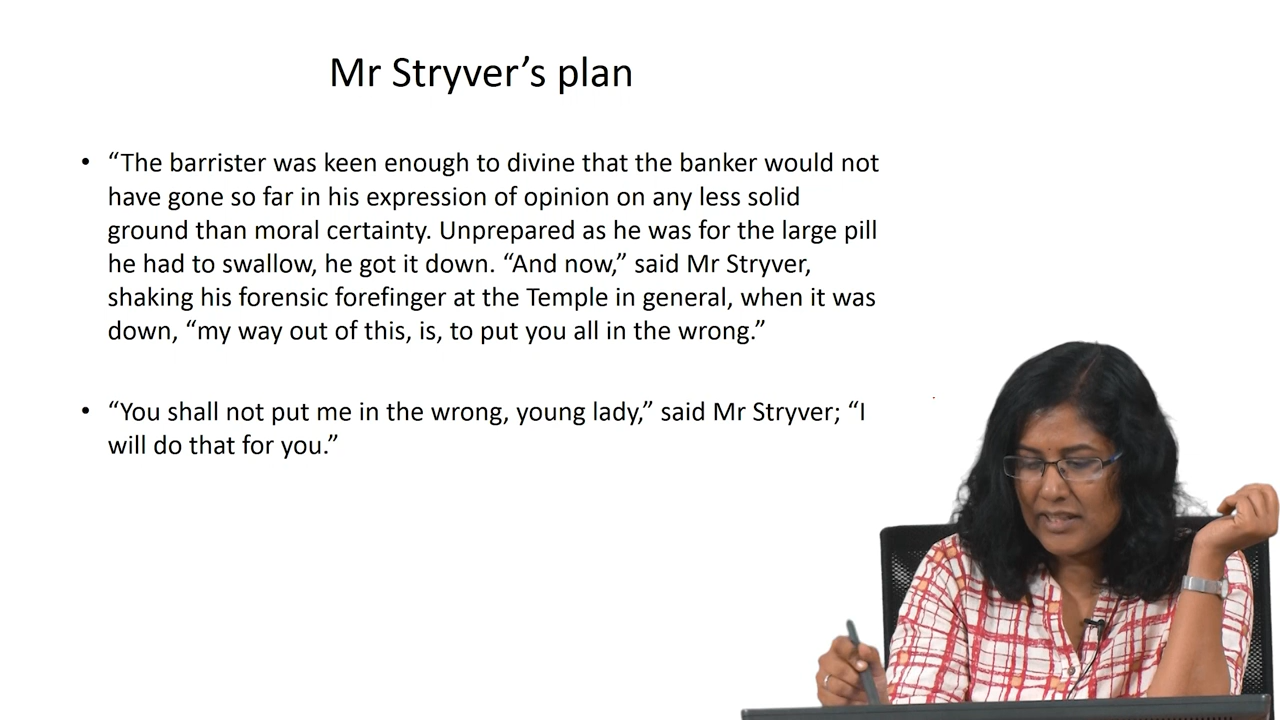 Mr Stryver’s plan
• “The barrister was keen enough to divine that the banker would not
have gone so far in his expression of opinion on any less solid
ground than moral certainty. Unprepared as he was for the large pill
he had to swallow, he got it down. “And now,” said Mr Stryver,
shaking his forensic forefinger at the Temple in general, when it was
down, “my way out of this, is, to put you all in the wrong.”
• “You shall not put me in the wrong, young lady,” said Mr Stryver; “I
will do that for you.”